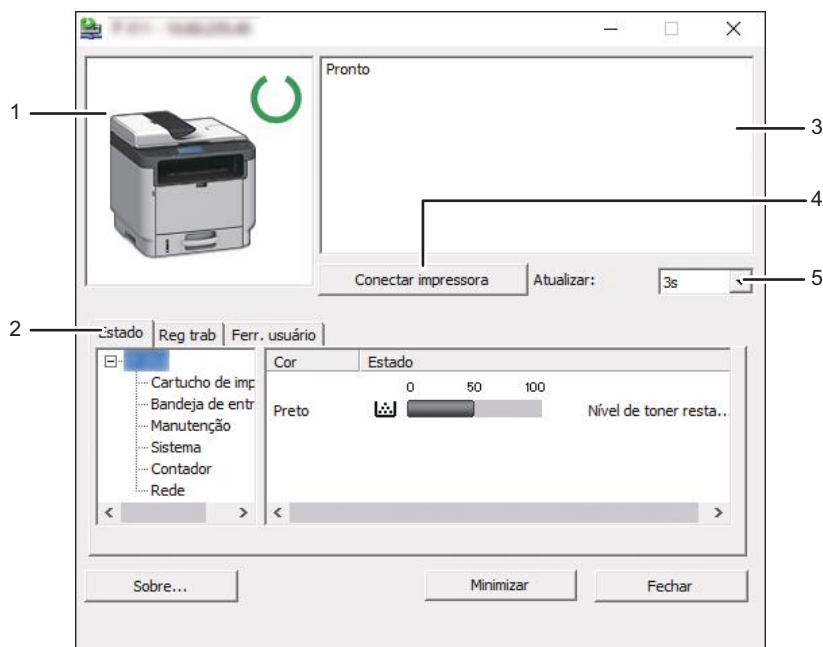 1
2
3
4
5
Pronto
Conectar impressora
Atualizar:
3s
Estado
Reg trab
Ferr. usuário
Cartucho de imp
Bandeja de entr
Manutenção
Sistema
Contador
Rede
Cor
Estado
0 50 100
Preto
Nível de toner resta...
Sobre...
Minimizar
Fechar